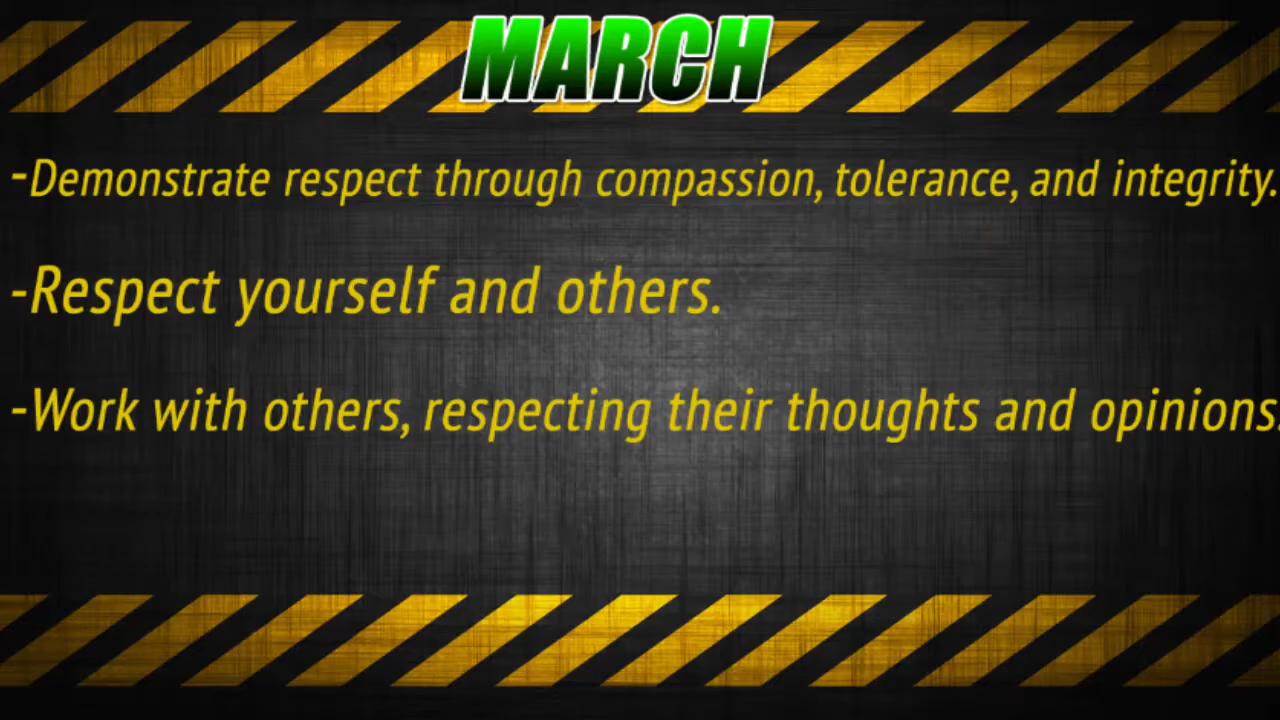 MARCH
-Demonstrate respect through compassion, tolerance, and integrity.
-Respect yourself and others.
-Work with others, respecting their thoughts and opinions.